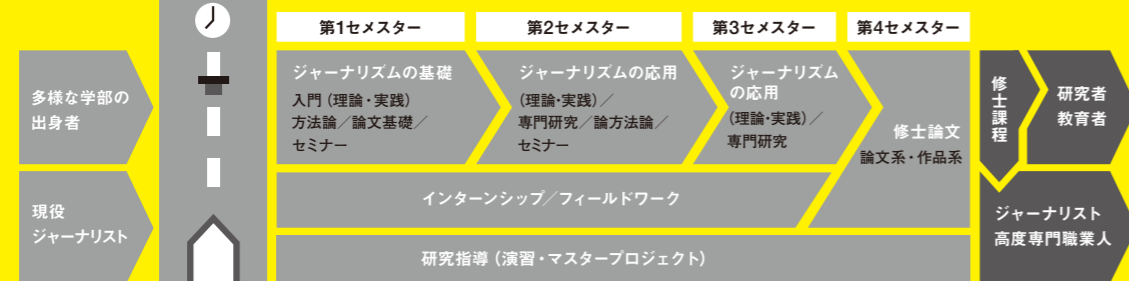 第1セメスター
第2セメスター
第3セメスター
第4セメスター
多様な学部の
出身者
現役
ジャーナリスト
ジャーナリズムの基礎
入門（理論・実践）
方法論／論文基礎／
セミナー
ジャーナリズムの応用
（理論・実践）／
専門研究／論方法論／
セミナー
ジャーナリズム
の応用
（理論・実践）／
専門研究
修士論文
論文系・作品系
インターンシップ／フィールドワーク
研究指導（演習・マスタープロジェクト）
修士課程
研究者
教育者
ジャーナリスト
高度専門職業人